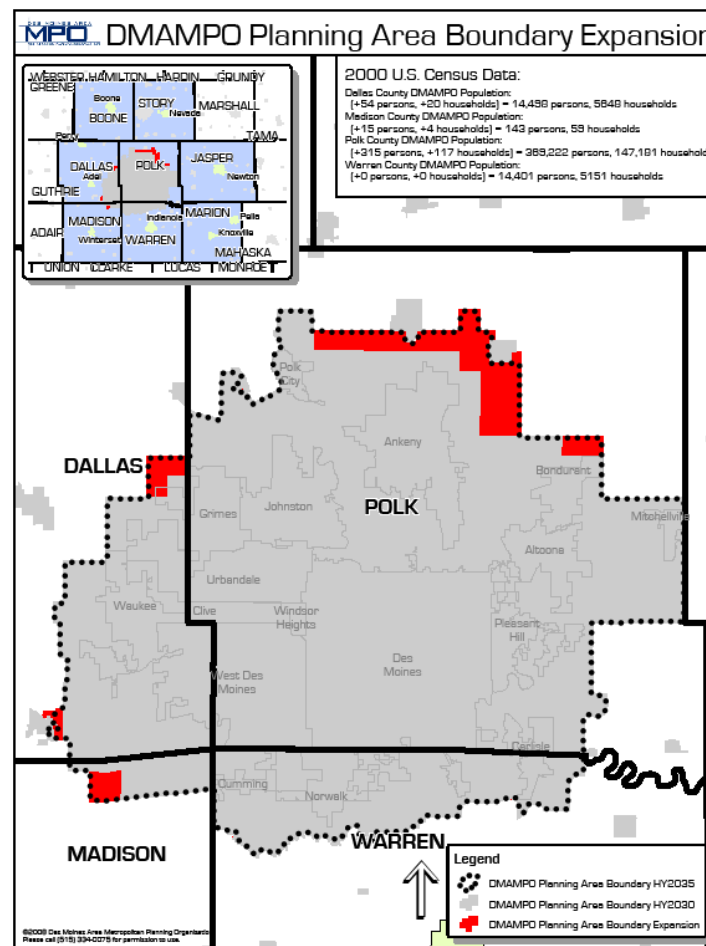 DES MOINES AREA
MPO
DMAMPO Planning Area Boundary Expansion
WEBSTER HAMILTON HARDIN GRUNDY
GREENE
Boone
BOONE
STORY
Nevada
MARSHALL
TAMA
Perry
DALLAS
Adel
POLK
JASPER
Newton
GUTHRIE
MADISON
Winterset
Indianola
WARREN
MARION
Pella
Knoxville
ADAIR
MAHASKA
UNION CLARKE LUCAS MONROE
2000 U.S. Census Data:
Dallas County DMAMPO Population:
(+54 persons, +20 households) = 14,498 persons, 5648 households
Madison County DMAMPO Population:
(+15 persons, +4 households) = 143 persons, 59 households
Polk County DMAMPO Population:
(+315 persons, +117 households) = 369,222 persons, 147,181 household
Warren County DMAMPO Population:
(+0 persons, +0 households) = 14,401 persons, 5151 households
Polk
City
Ankeny
DALLAS
Bondurant
POLK
Grimes
Johnston
Mitchellville
Altoona
Urbandale
Waukee
Clive
Windsor
Heights
Pleasant
Hill
Des
Moines
West Des
Moines
Carlisle
Cumming
Norwalk
MADISON
WARREN
Legend
DMAMPO Planning Area Boundary HY2035
DMAMPO Planning Area Boundary HY2030
DMAMPO Planning Area Boundary Expansion
Please call (515) 334-0075 for permission to use.